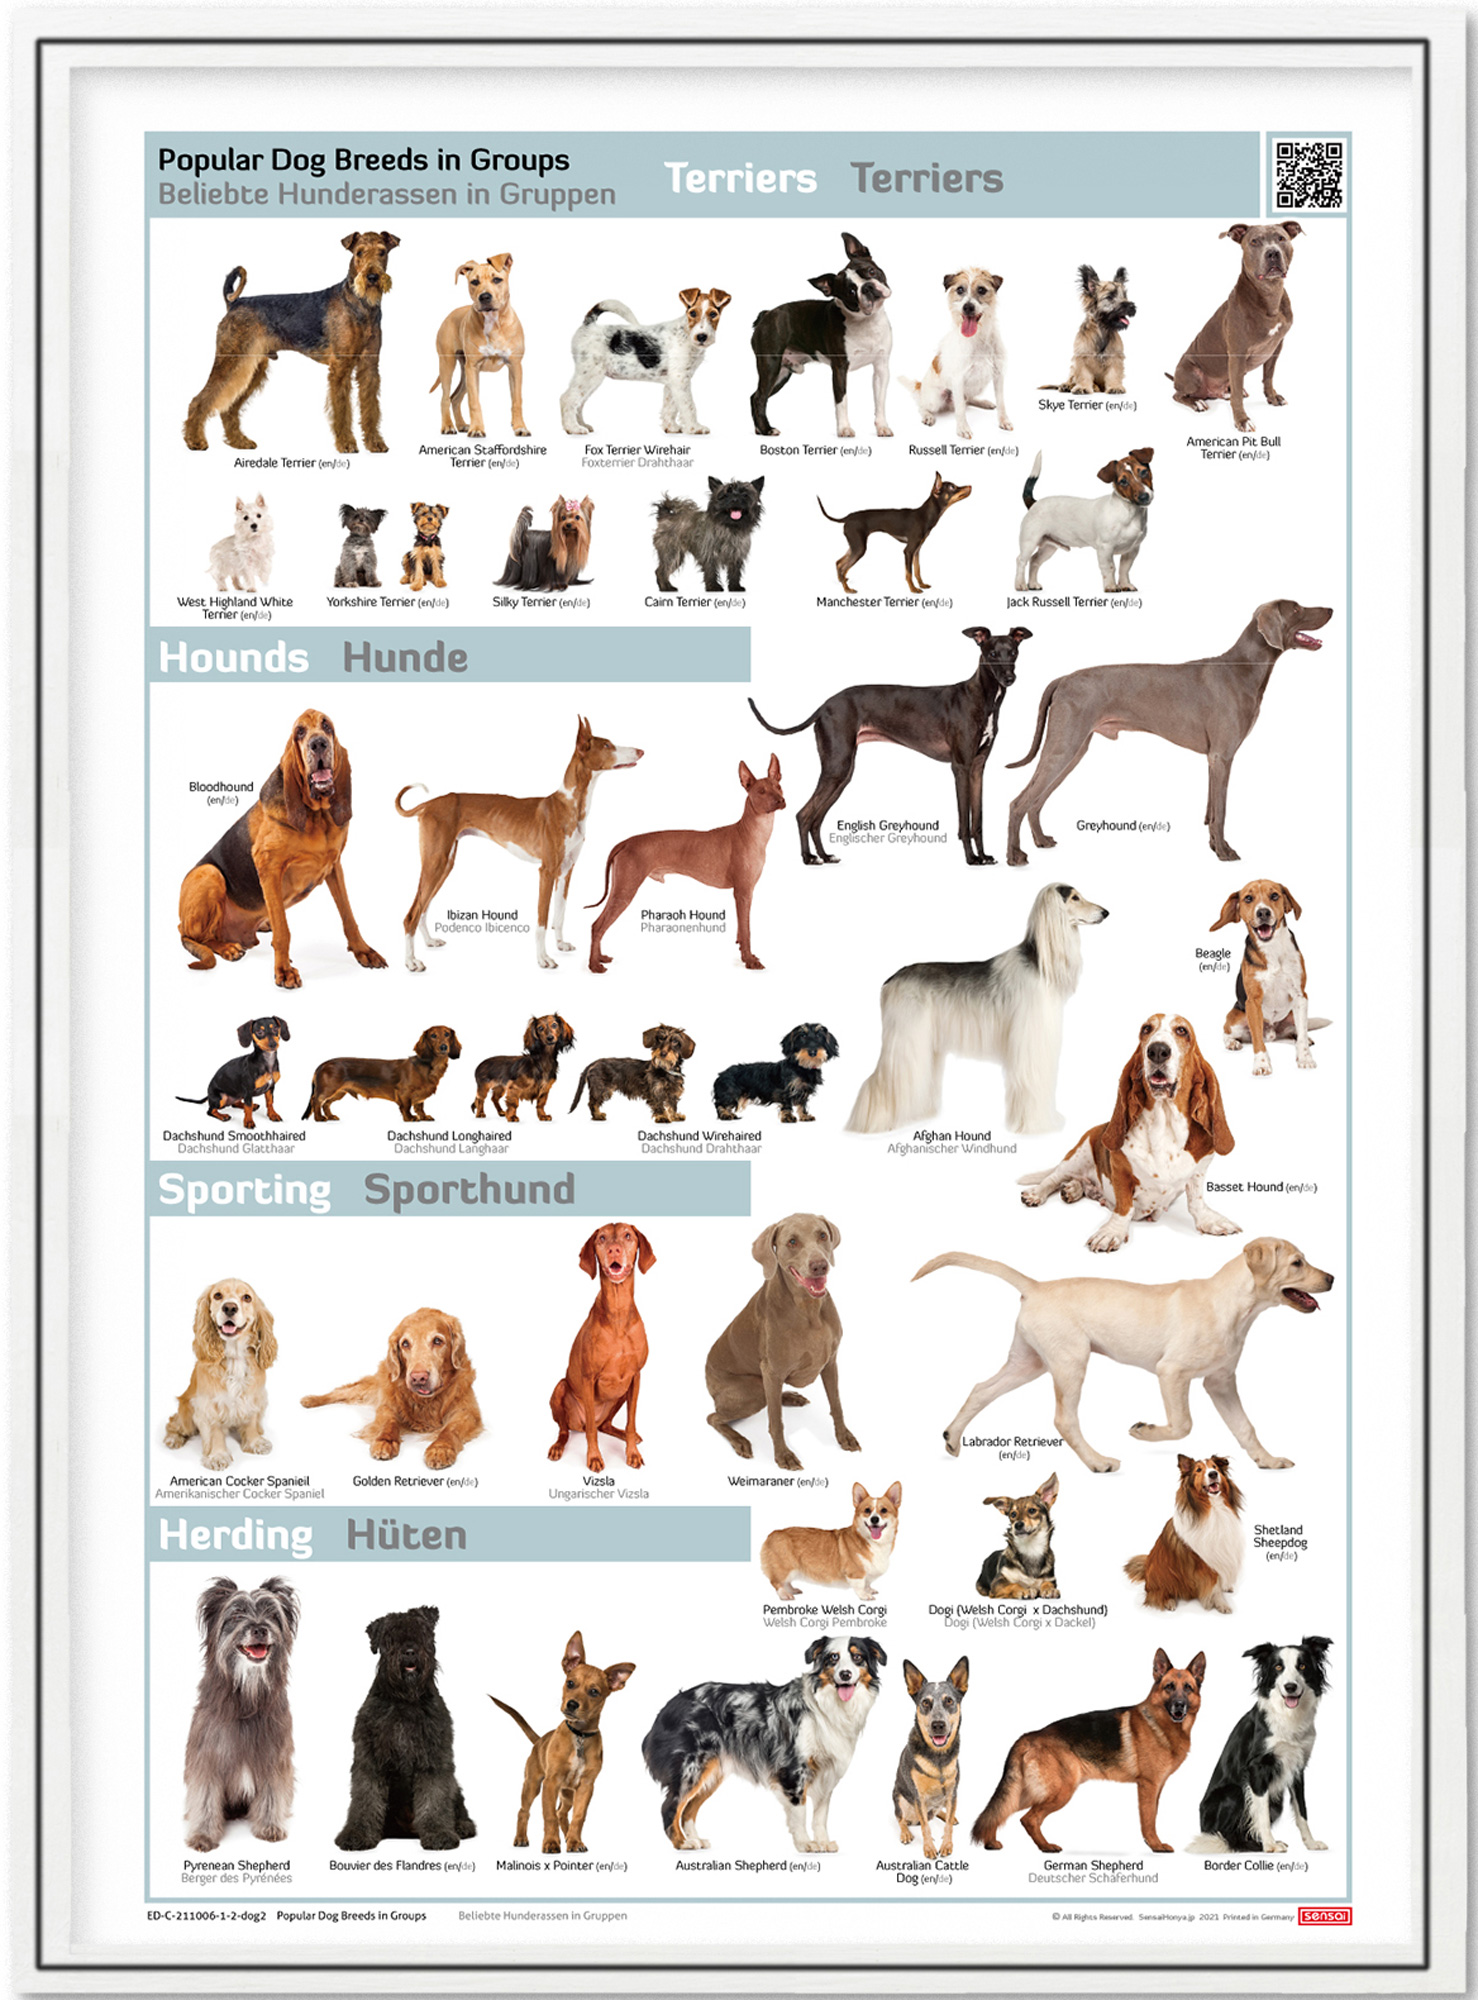 Popular Dog Breeds in Groups
Beliebte Hunderassen in Gruppen
Terriers Terriers
Airedale Terrier (en/de)
American Staffordshire
Terrier (en/de)
Fox Terrier Wirehair
Foxterrier Drahthaar
Boston Terrier (en/de)
Russell Terrier (en/de)
Skye Terrier (en/de)
American Pit Bull
Terrier (en/de)
West Highland White
Terrier (en/de)
Yorkshire Terrier (en/de)
Silky Terrier (en/de)
Cairn Terrier (en/de)
Manchester Terrier (en/de)
Jack Russell Terrier (en/de)
Hounds Hunde
Bloodhound
(en/de)
Ibizan Hound
Podenco Ibicenco
Pharaoh Hound
Pharaonenhund
English Greyhound
Englischer Greyhound
Greyhound (en/de)
Beagle
(en/de)
Dachshund Smoothhaired
Dachshund Glatthaar
Dachshund Longhaired
Dachshund Langhaar
Dachshund Wirehaired
Dachshund Drahthaar
Afghan Hound
Afghanischer Windhund
Basset Hound (en/de)
Sporting Sporthund
American Cocker Spanieil
Amerikanischer Cocker Spaniel
Golden Retriever (en/de)
Vizsla
Ungarischer Vizsla
Weimaraner (en/de)
Labrador Retriever
(en/de)
Herding Hüten
Pembroke Welsh Corgi
Welsh Corgi Pembroke
Dogi (Welsh Corgi x Dachshund)
Dogi (Welsh Corgi x Dackel)
Shetland
Sheepdog
(en/de)
Pyrenean Shepherd
Berger des Pyrénées
Bouvier des Flandres (en/de)
Malinois x Pointer (en/de)
Australian Shepherd (en/de)
Australian Cattle
Dog (en/de)
German Shepherd
Deutscher Schäferhund
Border Collie (en/de)
ED-C-211006-1-2-dog2 Popular Dog Breeds in Groups Beliebte Hunderassen in Gruppen
© All Rights Reserved. SensaiHonya.jp 2021 Printed in Germany sensai